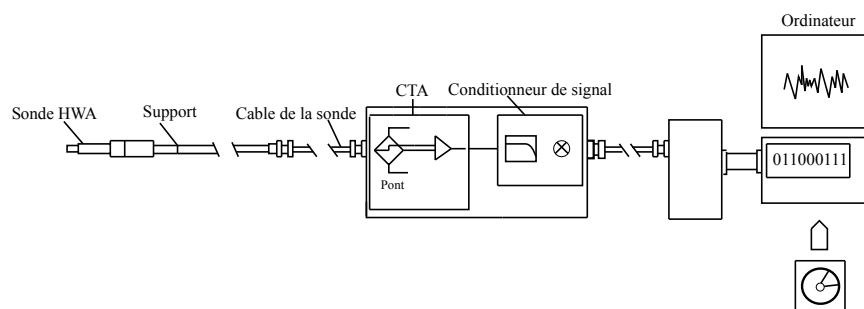 Ordinateur
CTA
Conditionneur de signal
Sonde HWA
Support
Cable de la sonde
Pont
011000111